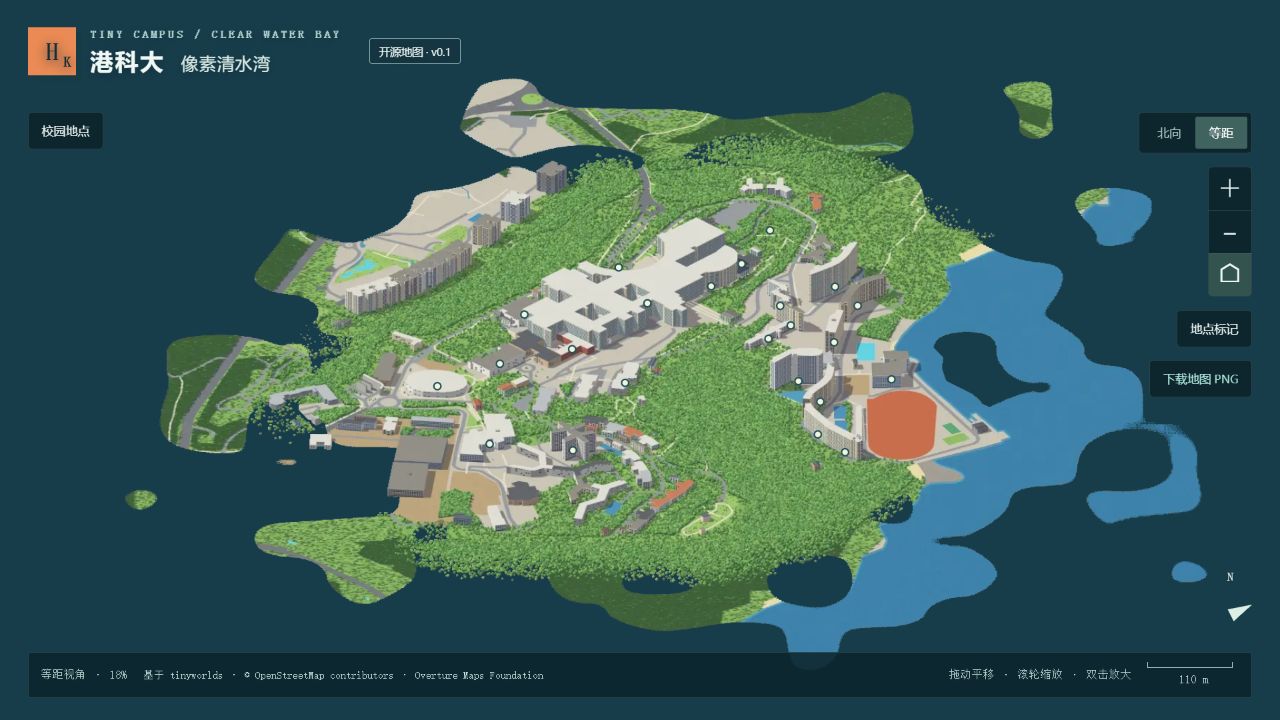 HK
TINY CAMPUS / CLEAR WATER BAY
港科大 像素清水湾
开源地图 · v0.1
校园地点
北向 等距
地点标记
下载地图 PNG
N
等距视角 · 18% 基于 tinyworlds · © OpenStreetMap contributors · Overture Maps Foundation
拖动平移 · 滚轮缩放 · 双击放大
110 m